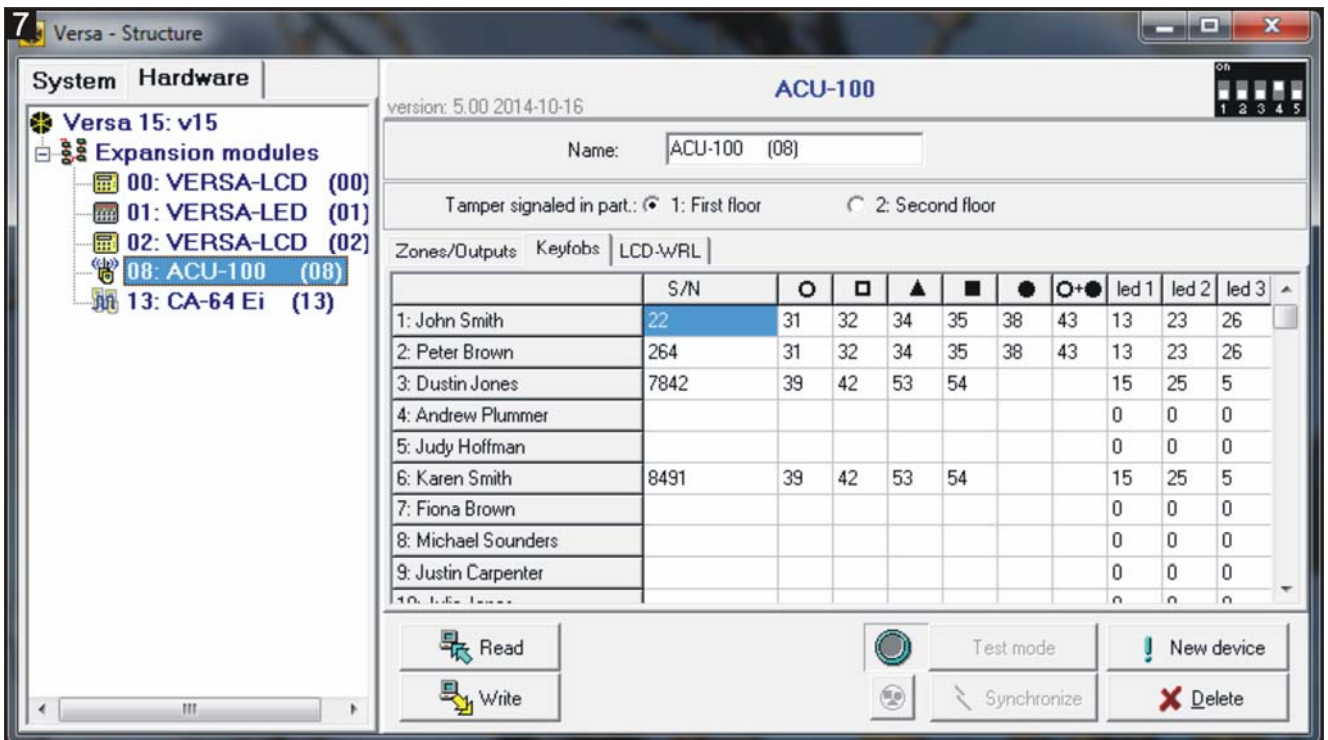 7
Versa - Structure
System Hardware
Versa 15: v15
Expansion modules
00: VERSA-LCD (00)
01: VERSA-LED (01)
02: VERSA-LCD (02)
08: ACU-100 (08)
13: CA-64 Ei (13)
version: 5.00 2014-10-16
ACU-100
on
1 2 3 4 5
Name: ACU-100 (08)
Tamper signaled in part.: 1: First floor 2: Second floor
Zones/Outputs Keyfobs LCD-WRL
S/N led 1 led 2 led 3
1: John Smith 22 31 32 34 35 38 43 13 23 26
2: Peter Brown 264 31 32 34 35 38 43 13 23 26
3: Dustin Jones 7842 39 42 53 54 15 25 5
4: Andrew Plummer 0 0 0
5: Judy Hoffman 0 0 0
6: Karen Smith 8491 39 42 53 54 15 25 5
7: Fiona Brown 0 0 0
8: Michael Sounders 0 0 0
9: Justin Carpenter 0 0 0
Read Test mode New device
Write Synchronize Delete